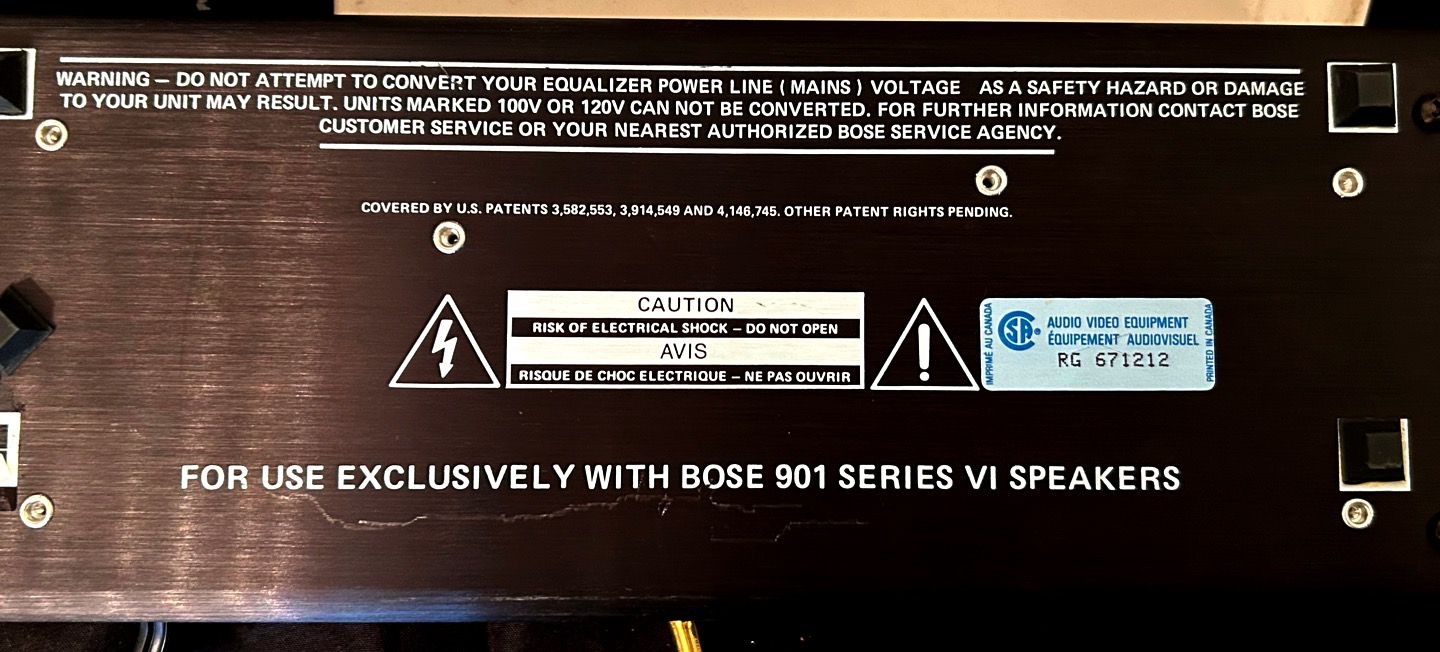 WARNING – DO NOT ATTEMPT TO CONVERT YOUR EQUALIZER POWER LINE ( MAINS ) VOLTAGE AS A SAFETY HAZARD OR DAMAGE
TO YOUR UNIT MAY RESULT. UNITS MARKED 100V OR 120V CAN NOT BE CONVERTED. FOR FURTHER INFORMATION CONTACT BOSE
CUSTOMER SERVICE OR YOUR NEAREST AUTHORIZED BOSE SERVICE AGENCY.
COVERED BY U.S. PATENTS 3,582,553, 3,914,549 AND 4,146,745. OTHER PATENT RIGHTS PENDING.
CAUTION
RISK OF ELECTRICAL SHOCK – DO NOT OPEN
AVIS
RISQUE DE CHOC ELECTRIQUE – NE PAS OUVRIR
!
IMPRIMÉ AU CANADA
SA®
AUDIO VIDEO EQUIPMENT
ÉQUIPEMENT AUDIOVISUEL
RG 671212
PRINTED IN CANADA
FOR USE EXCLUSIVELY WITH BOSE 901 SERIES VI SPEAKERS